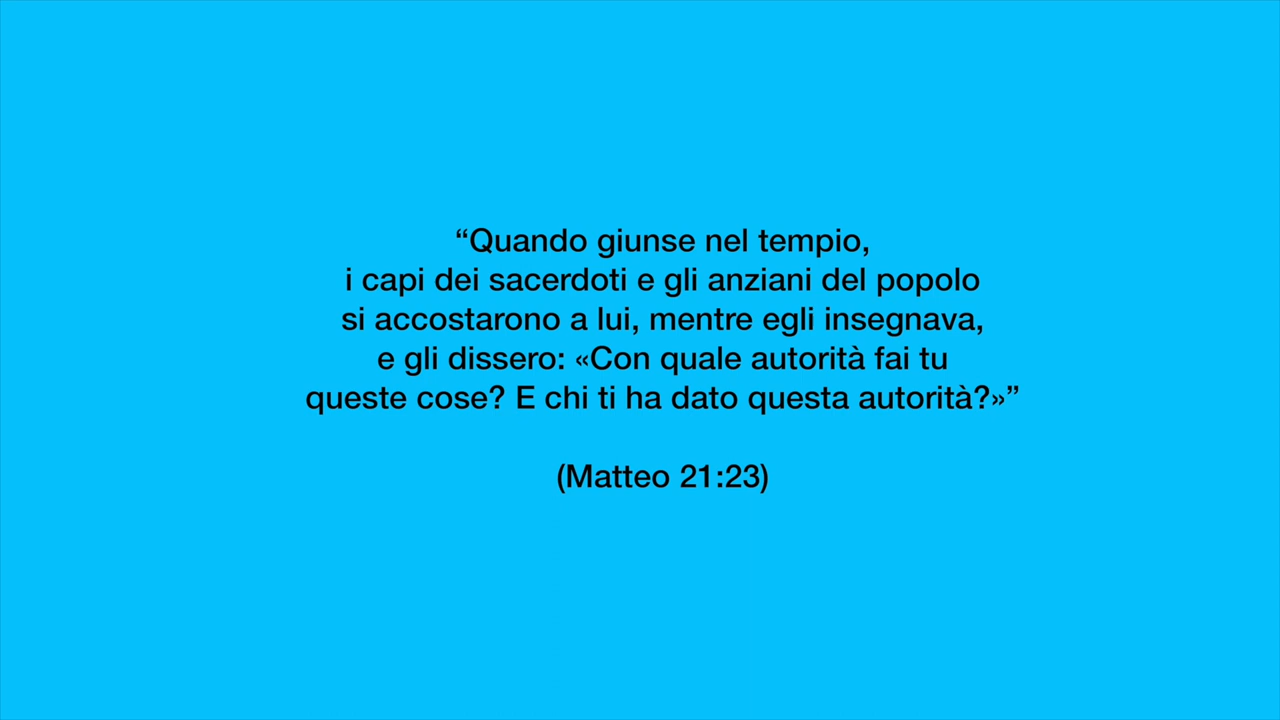 “Quando giunse nel tempio,
i capi dei sacerdoti e gli anziani del popolo
si accostarono a lui, mentre egli insegnava,
e gli dissero: «Con quale autorità fai tu
queste cose? E chi ti ha dato questa autorità?»”
(Matteo 21:23)